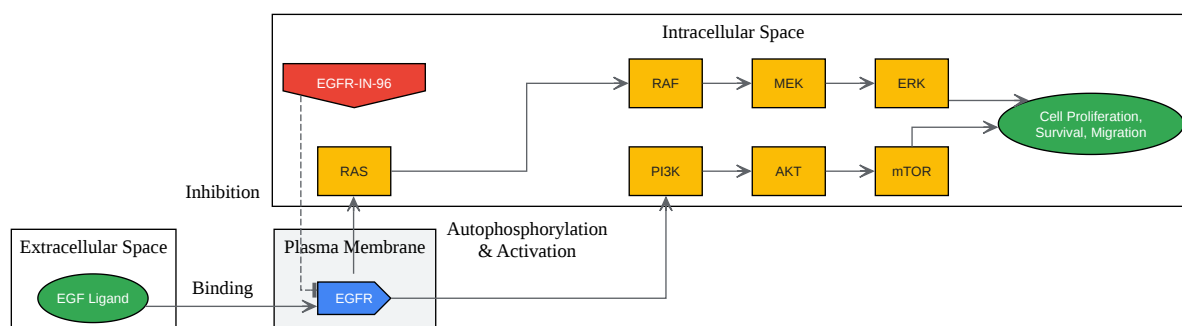 Intracellular Space
EGFR-IN-96
RAF
MEK
ERK
Cell Proliferation,
Survival, Migration
RAS
PI3K
AKT
mTOR
Inhibition
Autophosphorylation
& Activation
Extracellular Space
Plasma Membrane
EGF Ligand
Binding
EGFR